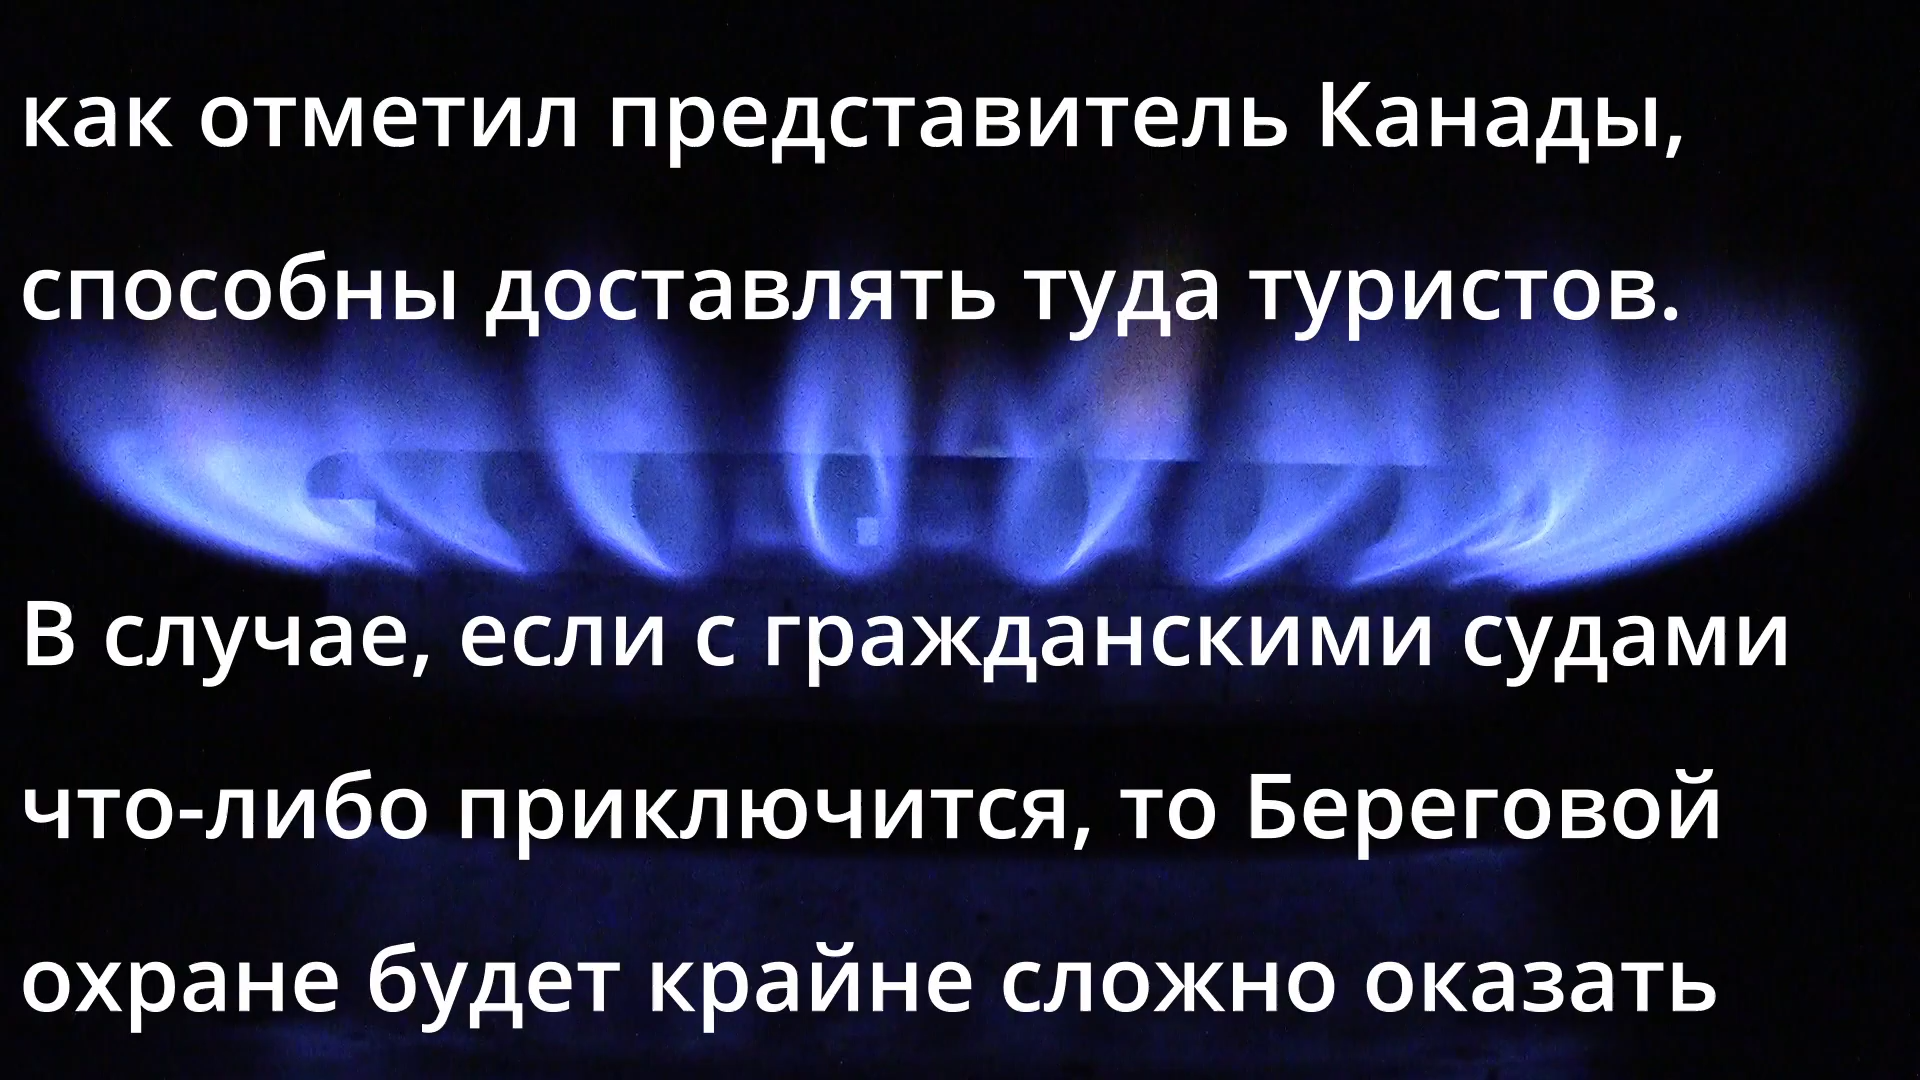 как отметил представитель Канады,
способны доставлять туда туристов.
В случае, если с гражданскими судами
что-либо приключится, то Береговой
охране будет крайне сложно оказать